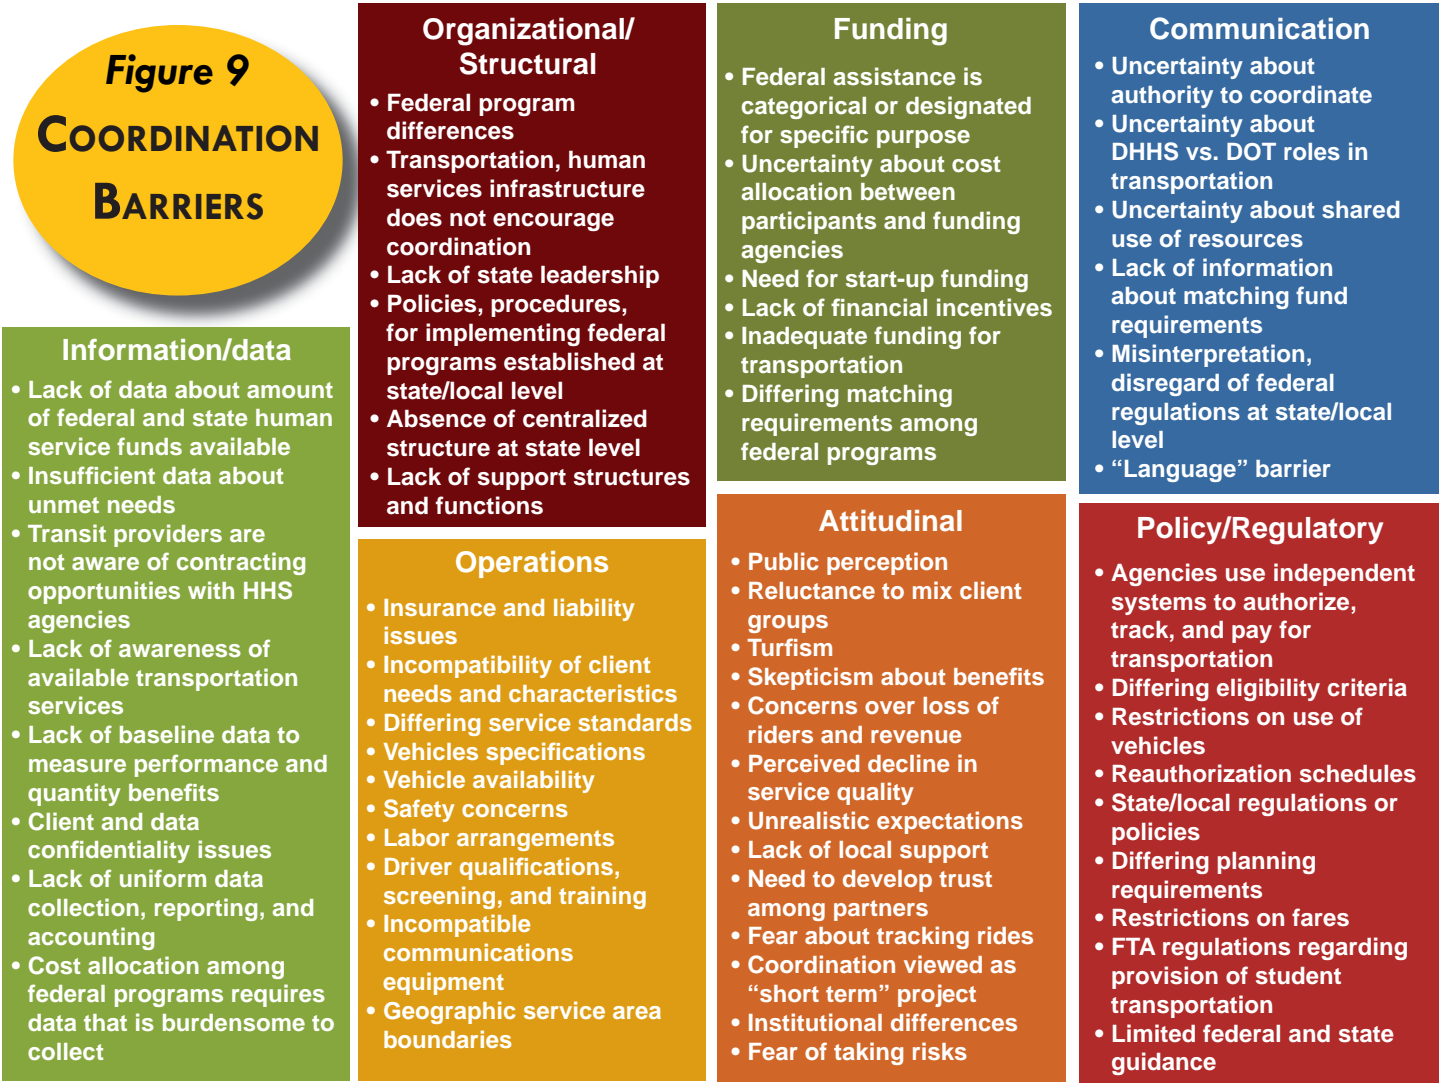 Figure 9
COORDINATION
BARRIERS
Information/data
• Lack of data about amount
of federal and state human
service funds available
• Insufficient data about
unmet needs
• Transit providers are
not aware of contracting
opportunities with HHS
agencies
• Lack of awareness of
available transportation
services
• Lack of baseline data to
measure performance and
quantity benefits
• Client and data
confidentiality issues
• Lack of uniform data
collection, reporting, and
accounting
• Cost allocation among
federal programs requires
data that is burdensome to
collect
Organizational/
Structural
• Federal program
differences
• Transportation, human
services infrastructure
does not encourage
coordination
• Lack of state leadership
• Policies, procedures,
for implementing federal
programs established at
state/local level
• Absence of centralized
structure at state level
• Lack of support structures
and functions
Operations
• Insurance and liability
issues
• Incompatibility of client
needs and characteristics
• Differing service standards
• Vehicles specifications
• Vehicle availability
• Safety concerns
• Labor arrangements
• Driver qualifications,
screening, and training
• Incompatible
communications
equipment
• Geographic service area
boundaries
Funding
• Federal assistance is
categorical or designated
for specific purpose
• Uncertainty about cost
allocation between
participants and funding
agencies
• Need for start-up funding
• Lack of financial incentives
• Inadequate funding for
transportation
• Differing matching
requirements among
federal programs
Attitudinal
• Public perception
• Reluctance to mix client
groups
• Turfism
• Skepticism about benefits
• Concerns over loss of
riders and revenue
• Perceived decline in
service quality
• Unrealistic expectations
• Lack of local support
• Need to develop trust
among partners
• Fear about tracking rides
• Coordination viewed as
“short term” project
• Institutional differences
• Fear of taking risks
Communication
• Uncertainty about
authority to coordinate
• Uncertainty about
DHHS vs. DOT roles in
transportation
• Uncertainty about shared
use of resources
• Lack of information
about matching fund
requirements
• Misinterpretation,
disregard of federal
regulations at state/local
level
• “Language” barrier
Policy/Regulatory
• Agencies use independent
systems to authorize,
track, and pay for
transportation
• Differing eligibility criteria
• Restrictions on use of
vehicles
• Reauthorization schedules
• State/local regulations or
policies
• Differing planning
requirements
• Restrictions on fares
• FTA regulations regarding
provision of student
transportation
• Limited federal and state
guidance